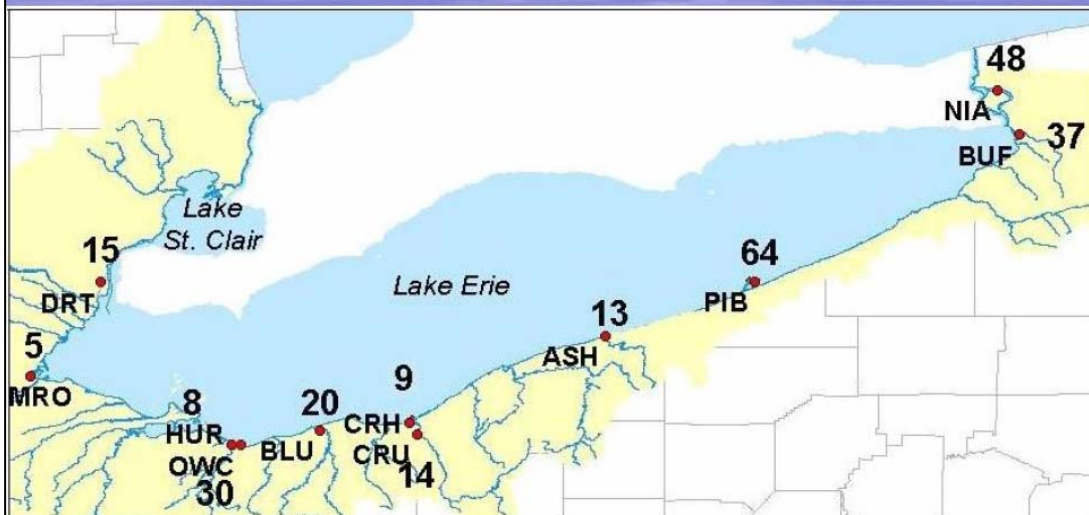 48
NIA
37
BUF
Lake
St. Clair
15
DRT
Lake Erie
64
PIB
13
ASH
5
MRO
9
8
20
CRH
HUR
BLU
CRU
OWC
14
30